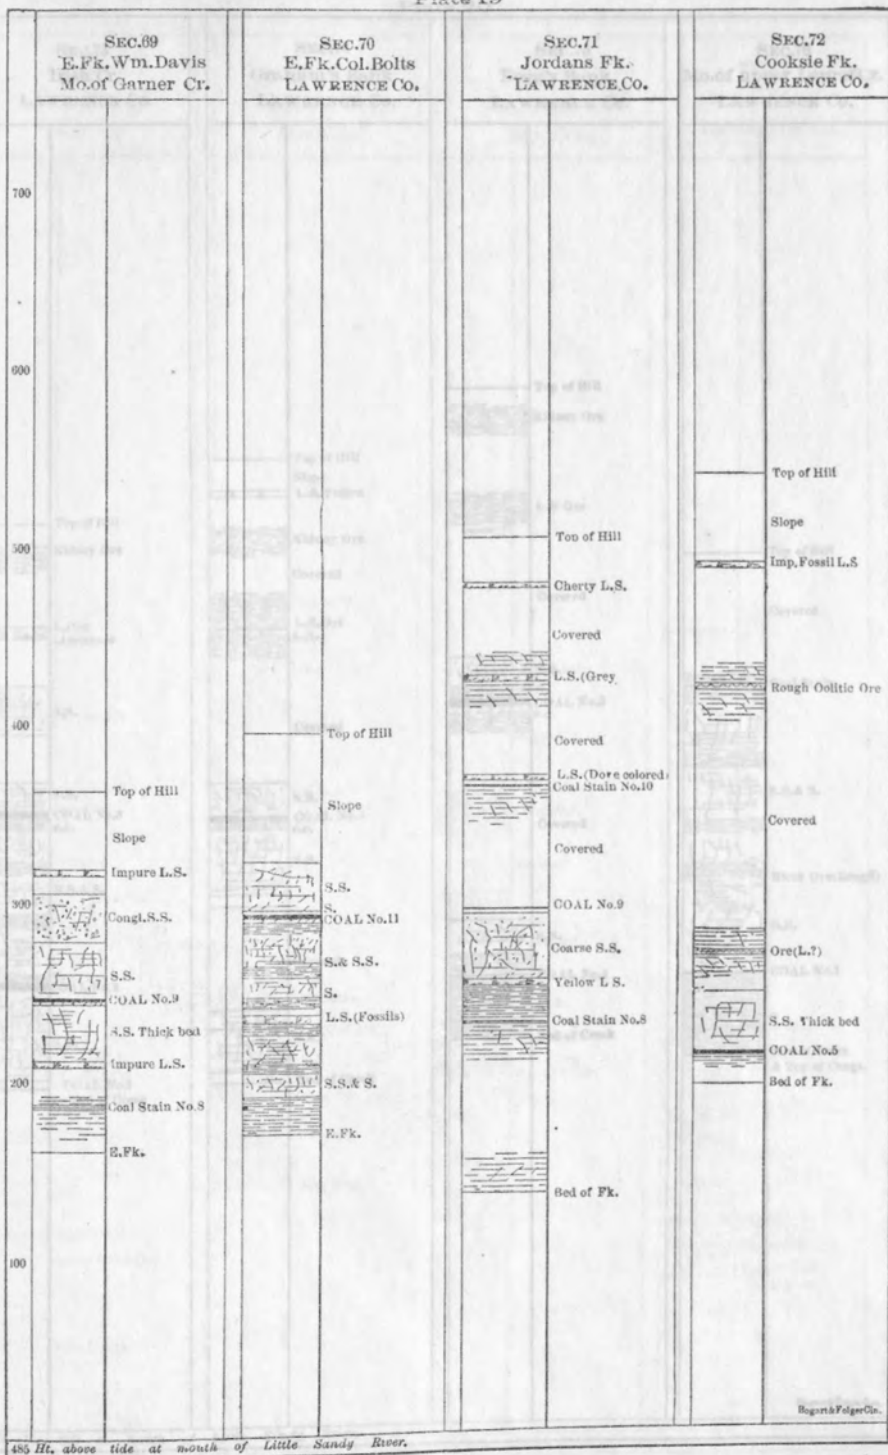 Plate 19
SEC.69
E.Fk.Wm.Davis
Mo.of Garner Cr.
SEC.70
E.Fk.Col.Bolts
LAWRENCE CO.
SEC.71
Jordans Fk.
LAWRENCE CO.
SEC.72
Cooksie Fk.
LAWRENCE CO.
700
600
500
400
300
200
100
Top of Hill
Slope
Impure L.S.
Congl.S.S.
S.S.
COAL No.9
S.S. Thick bed
Impure L.S.
Coal Stain No.8
E.Fk.
Top of Hill
Slope
S.S.
S.
COAL No.11
S.& S.S.
S.
L.S.(Fossils)
S.S.& S.
E.Fk.
Top of Hill
Cherty L.S.
Covered
L.S.(Grey
Covered
L.S.(Dove colored)
Coal Stain No.10
Covered
COAL No.9
Coarse S.S.
Yellow L S.
Coal Stain No.8
Bed of Fk.
Top of Hill
Slope
Imp. Fossil L.S
Rough Oolitic Ore
Covered
Ore(L.?)
S.S. Thick bed
COAL No.5
Bed of Fk.
Bogart & Folger Cin.
485 Ht. above tide at mouth of Little Sandy River.